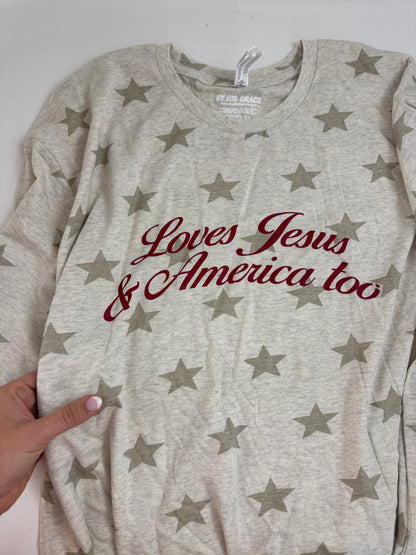 BY HIS GRACE
Loves Jesus
& America too